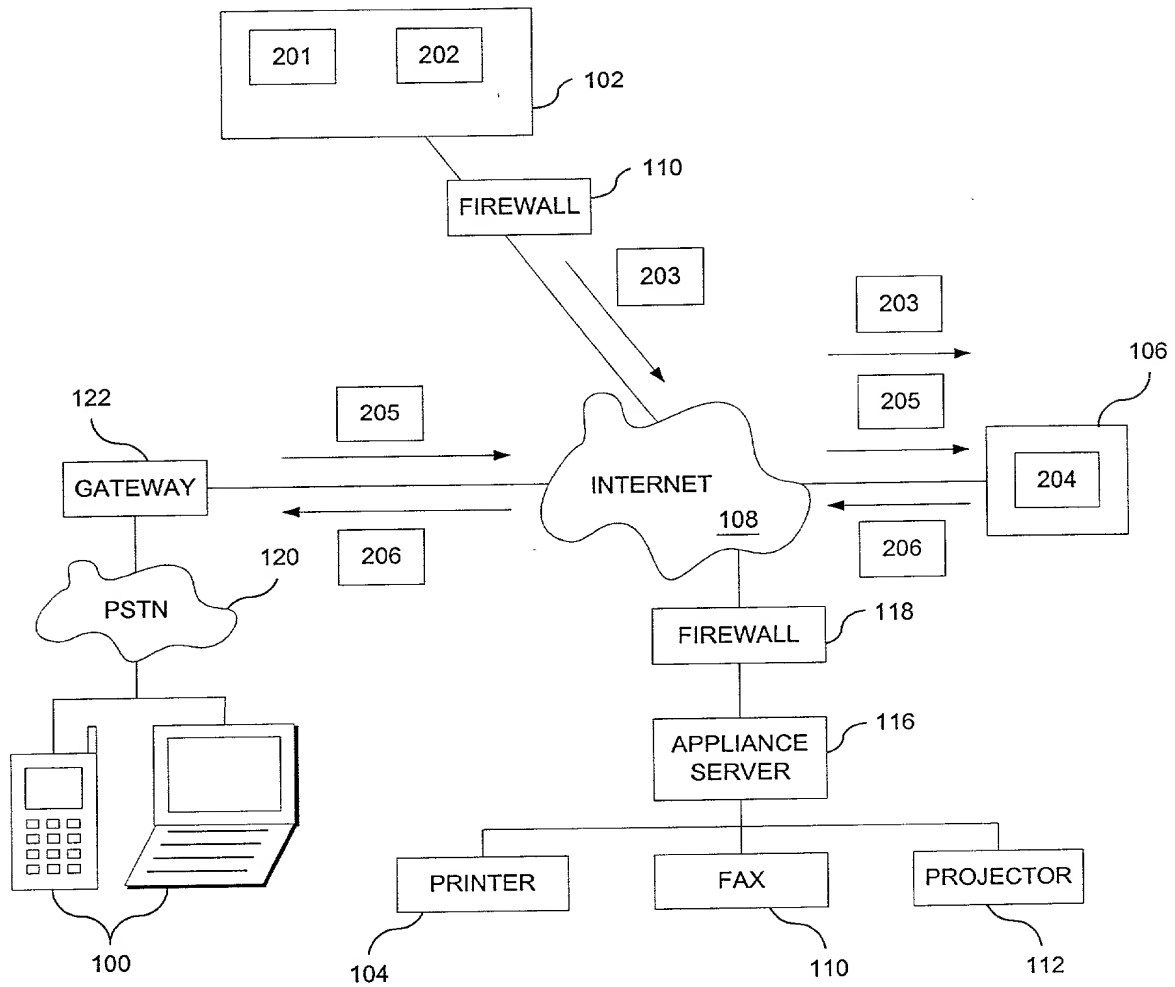 201
202
102
FIREWALL
110
203
203
106
122
205
205
GATEWAY
INTERNET
204
108
206
206
120
PSTN
FIREWALL
118
APPLIANCE
SERVER
116
PRINTER
FAX
PROJECTOR
100
104
110
112